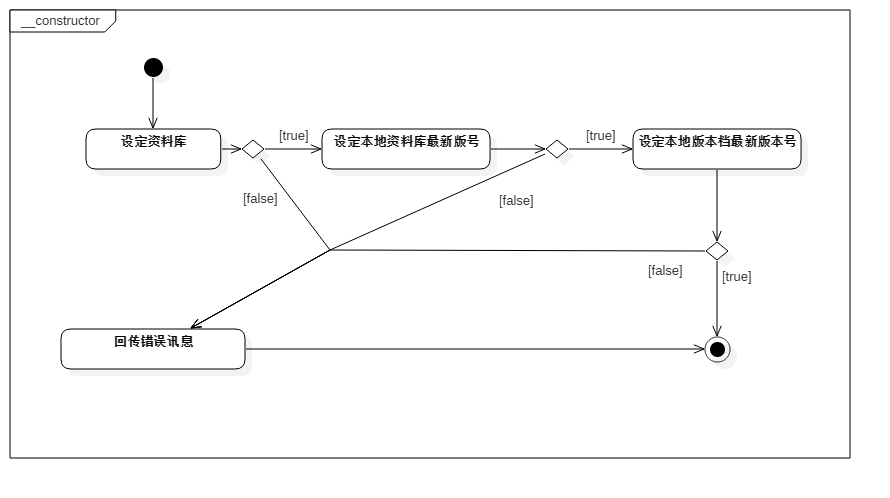 __constructor
[true]
[true]
设定资料库
设定本地资料库最新版号
设定本地版本档最新版本号
[false]
[false]
[false]
[true]
回传错误讯息